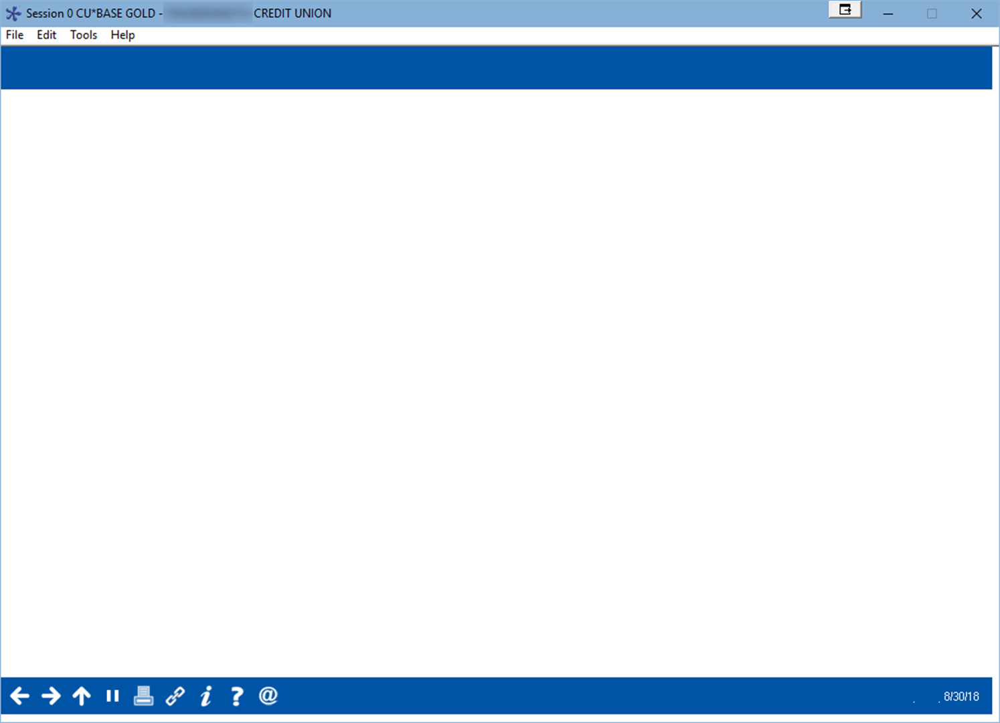 Session 0 CU*BASE GOLD - CREDIT UNION
File Edit Tools Help
8/30/18